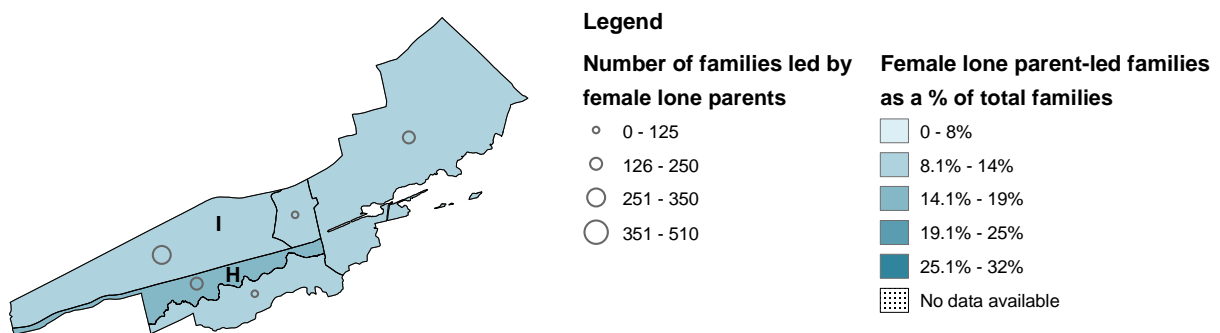 Legend
Number of families led by
female lone parents
0 - 125
126 - 250
251 - 350
351 - 510
Female lone parent-led families
as a % of total families
0 - 8%
8.1% - 14%
14.1% - 19%
19.1% - 25%
25.1% - 32%
No data available
I
H